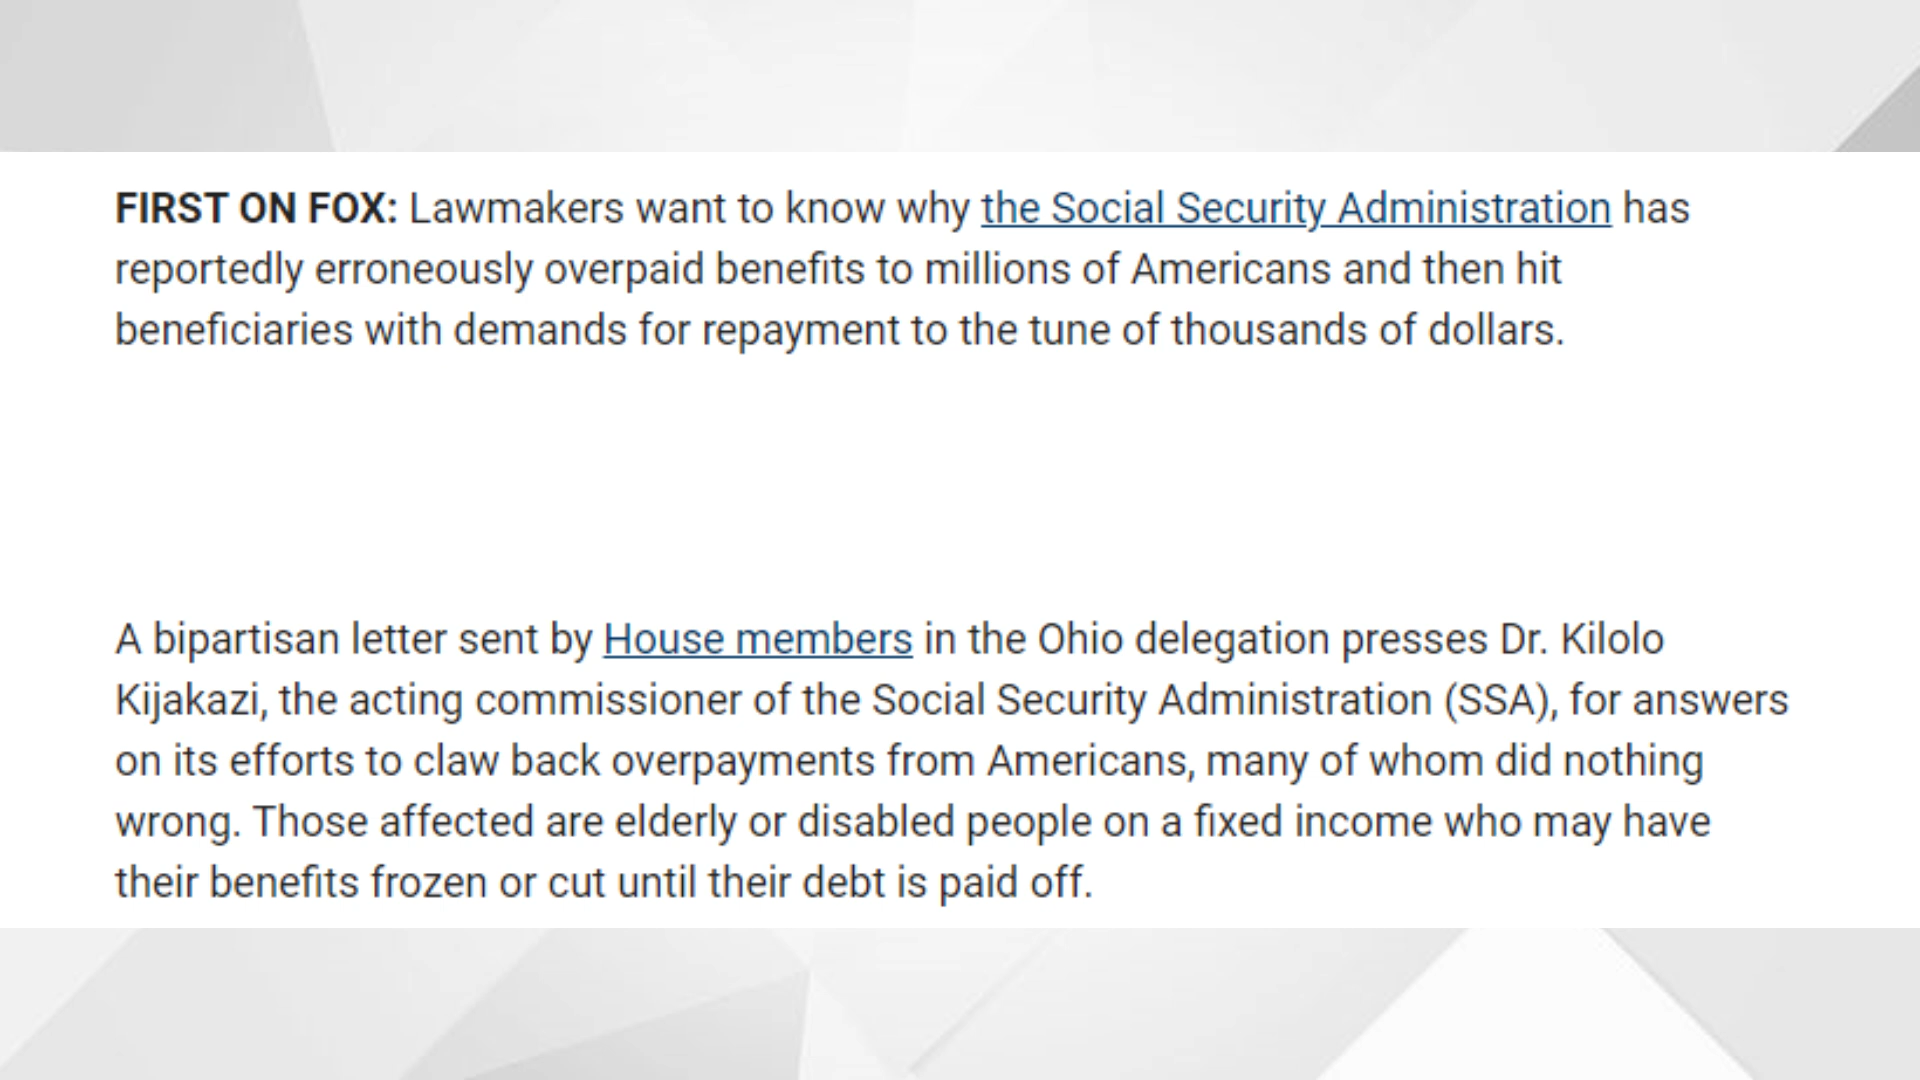 FIRST ON FOX: Lawmakers want to know why the Social Security Administration has
reportedly erroneously overpaid benefits to millions of Americans and then hit
beneficiaries with demands for repayment to the tune of thousands of dollars.
A bipartisan letter sent by House members in the Ohio delegation presses Dr. Kilolo
Kijakazi, the acting commissioner of the Social Security Administration (SSA), for answers
on its efforts to claw back overpayments from Americans, many of whom did nothing
wrong. Those affected are elderly or disabled people on a fixed income who may have
their benefits frozen or cut until their debt is paid off.